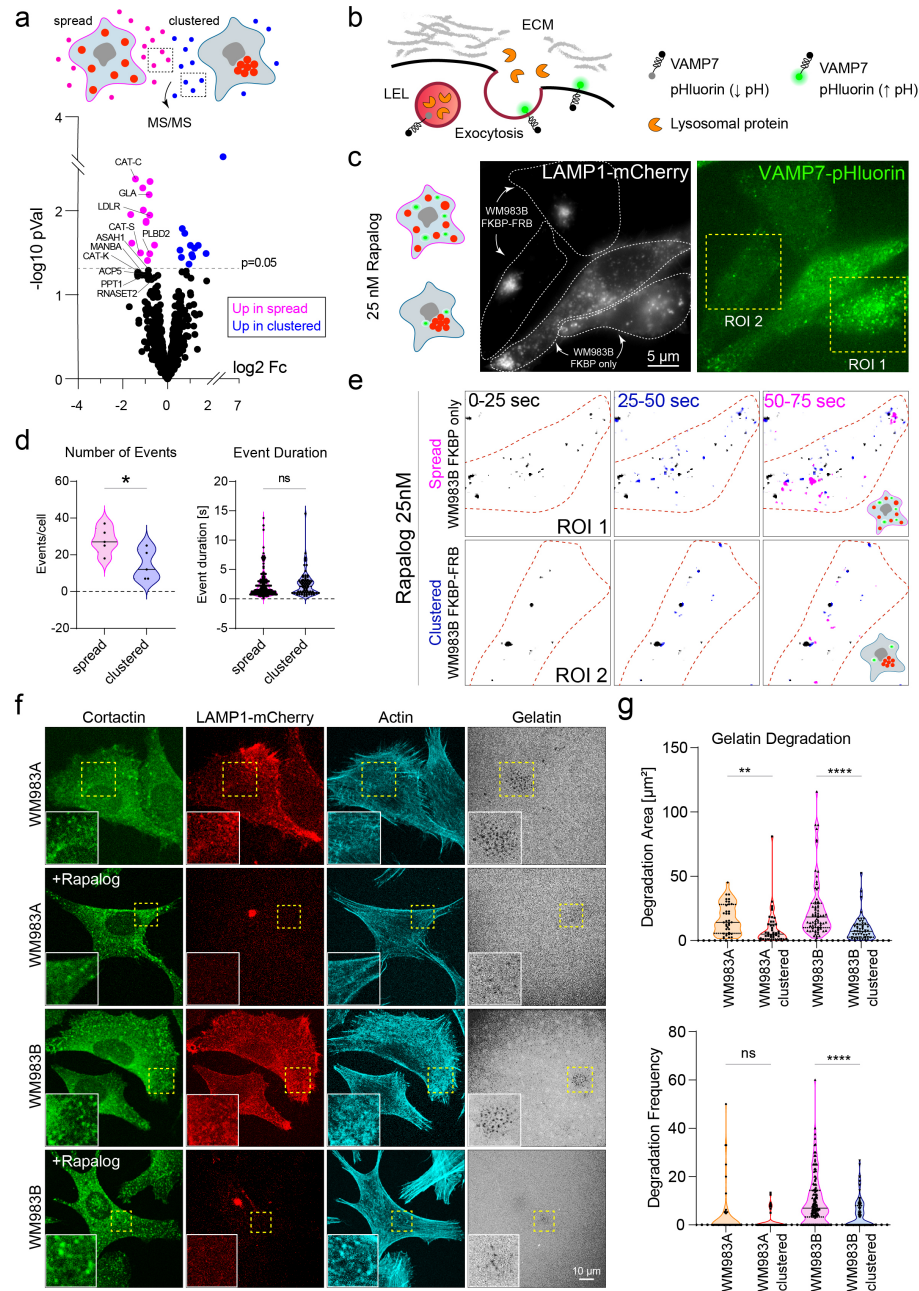 a
spread
clustered
MS/MS
4
2
1
0
-log10 pVal
CAT-C
GLA
LDLR
CAT-S
PLBD2
ASAH1
MANBA
CAT-K
ACP5
PPT1
RNASET2
p=0.05
Up in spread
Up in clustered
log2 Fc
-4
-2
0
2
7
b
ECM
LEL
Exocytosis
VAMP7
pHluorin (↓ pH)
VAMP7
pHluorin (↑ pH)
Lysosomal protein
c
25 nM Rapalog
LAMP1-mCherry
WM983B
FKBP-FRB
WM983B
FKBP only
5 µm
VAMP7-pHluorin
ROI 2
ROI 1
d
Number of Events
Events/cell
60
40
20
0
-20
*
spread
clustered
Event Duration
Event duration [s]
20
15
10
5
0
-5
ns
spread
clustered
e
Rapalog 25nM
Spread
WM983B FKBP only
0-25 sec
25-50 sec
50-75 sec
ROI 1
Clustered
WM983B FKBP-FRB
ROI 2
f
Cortactin
LAMP1-mCherry
Actin
Gelatin
WM983A
+Rapalog
WM983A
WM983B
+Rapalog
WM983B
10 µm
g
Gelatin Degradation
Degradation Area [µm²]
150
100
50
0
**
****
WM983A
WM983A
clustered
WM983B
WM983B
clustered
Degradation Frequency
80
60
40
20
0
ns
****
WM983A
WM983A
clustered
WM983B
WM983B
clustered